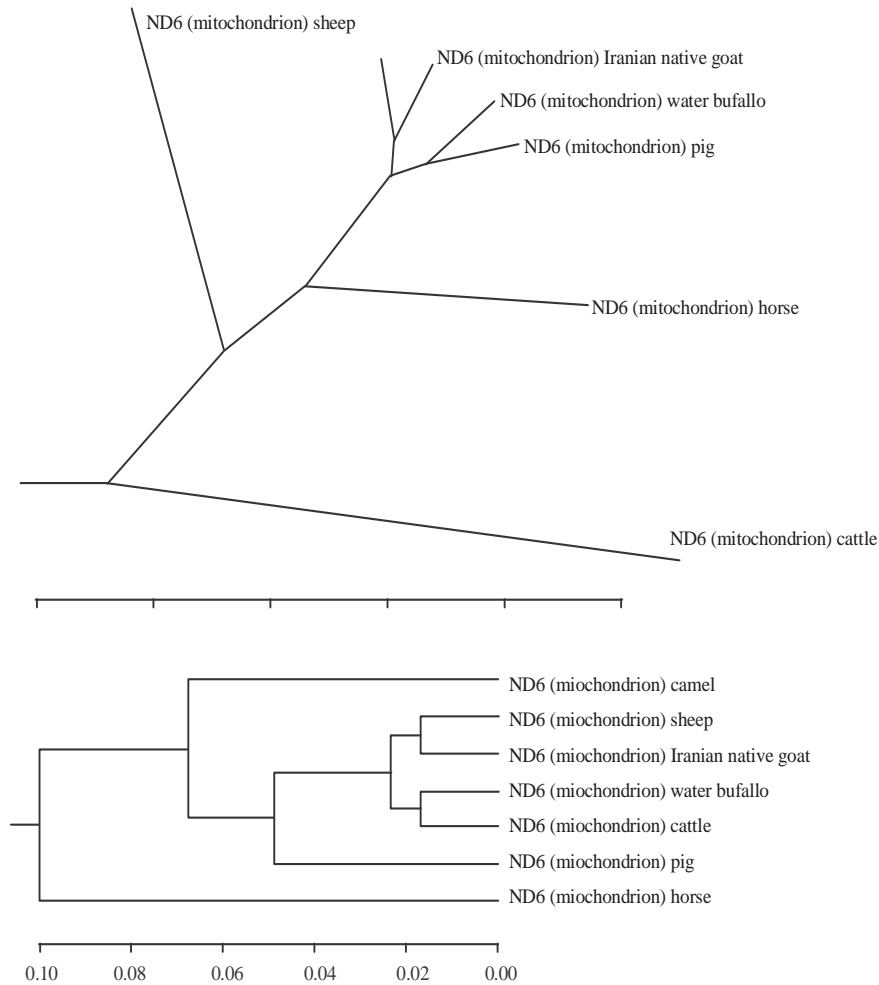 ND6 (mitochondrion) sheep
ND6 (mitochondrion) Iranian native goat
ND6 (mitochondrion) water bufallo
ND6 (mitochondrion) pig
ND6 (mitochondrion) horse
ND6 (mitochondrion) cattle
ND6 (miochondrion) camel
ND6 (miochondrion) sheep
ND6 (miochondrion) Iranian native goat
ND6 (miochondrion) water bufallo
ND6 (miochondrion) cattle
ND6 (miochondrion) pig
ND6 (miochondrion) horse
0.10 0.08 0.06 0.04 0.02 0.00